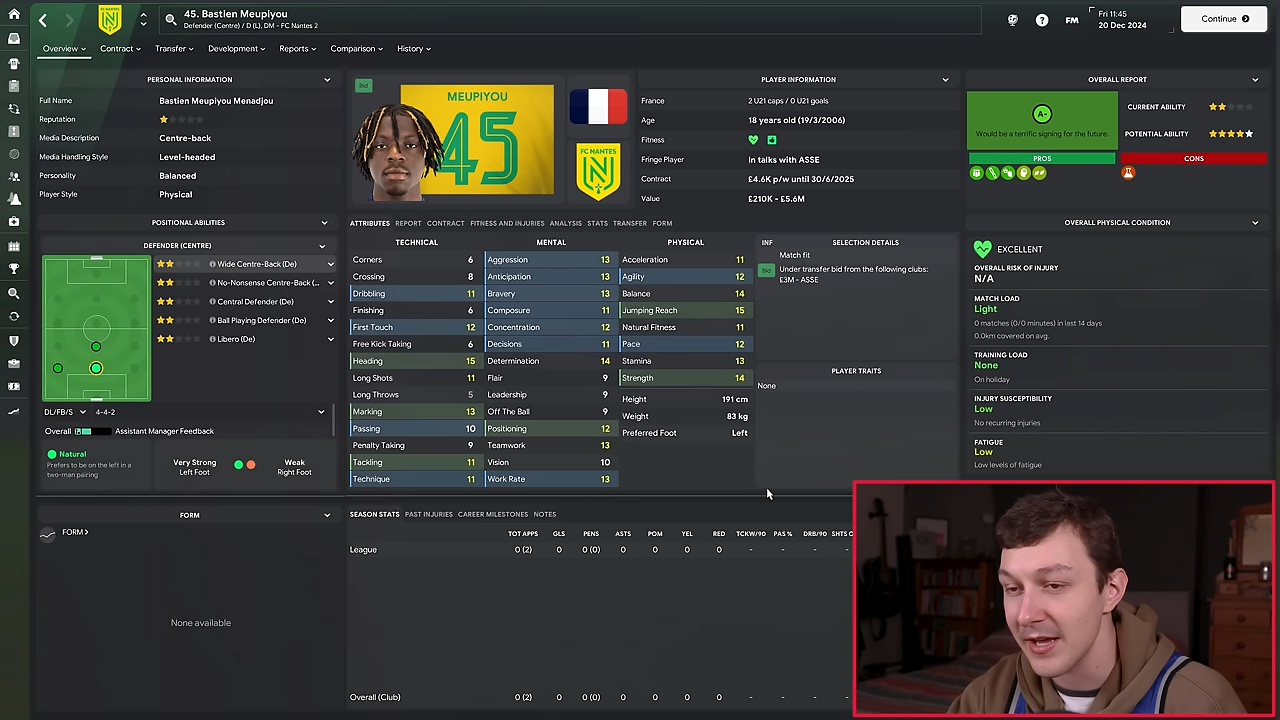 45. Bastien Meupiyou
Defender (Centre) / D (L), DM - FC Nantes 2
FM
Fri 11:45
20 Dec 2024
Continue
Overview
Contract
Transfer
Development
Reports
Comparison
History
PERSONAL INFORMATION
Full Name Bastien Meupiyou Menadjou
Reputation
Media Description Centre-back
Media Handling Style Level-headed
Personality Balanced
Player Style Physical
POSITIONAL ABILITIES
DEFENDER (CENTRE)
Wide Centre-Back (De)
No-Nonsense Centre-Back (...
Central Defender (De)
Ball Playing Defender (De)
Libero (De)
DL/FB/S 4-4-2
Overall Assistant Manager Feedback
Natural
Prefers to be on the left in a
two-man pairing
Very Strong
Left Foot
Weak
Right Foot
FORM
FORM >
None available
Bid
MEUPIYOU
45
FC NANTES
N
PLAYER INFORMATION
France 2 U21 caps / 0 U21 goals
Age 18 years old (19/3/2006)
Fitness
Fringe Player In talks with ASSE
Contract £4.6K p/w until 30/6/2025
Value £210K - £5.6M
ATTRIBUTES REPORT CONTRACT FITNESS AND INJURIES ANALYSIS STATS TRANSFER FORM
TECHNICAL
Corners 6
Crossing 8
Dribbling 11
Finishing 6
First Touch 12
Free Kick Taking 6
Heading 15
Long Shots 11
Long Throws 5
Marking 13
Passing 10
Penalty Taking 9
Tackling 11
Technique 11
MENTAL
Aggression 13
Anticipation 13
Bravery 13
Composure 11
Concentration 12
Decisions 11
Determination 14
Flair 9
Leadership 9
Off The Ball 9
Positioning 12
Teamwork 13
Vision 10
Work Rate 13
PHYSICAL
Acceleration 11
Agility 12
Balance 14
Jumping Reach 15
Natural Fitness 11
Pace 12
Stamina 13
Strength 14
Height 191 cm
Weight 83 kg
Preferred Foot Left
INF SELECTION DETAILS
Match fit
Bid Under transfer bid from the following clubs:
£3M - ASSE
PLAYER TRAITS
None
OVERALL REPORT
A-
Would be a terrific signing for the future.
CURRENT ABILITY
POTENTIAL ABILITY
PROS
CONS
OVERALL PHYSICAL CONDITION
EXCELLENT
OVERALL RISK OF INJURY
N/A
MATCH LOAD
Light
0 matches (0/0 minutes) in last 14 days
0.0km covered on avg.
TRAINING LOAD
None
On holiday
INJURY SUSCEPTIBILITY
Low
No recurring injuries
FATIGUE
Low
Low levels of fatigue
SEASON STATS PAST INJURIES CAREER MILESTONES NOTES
TOT APPS GLS PENS ASTS POM YEL RED TCKW/90 PAS % DRB/90 SHTS
League 0 (2) 0 0 (0) 0 0 0 0 - - - -
Overall (Club) 0 (2) 0 0 (0) 0 0 0 0 - - - -